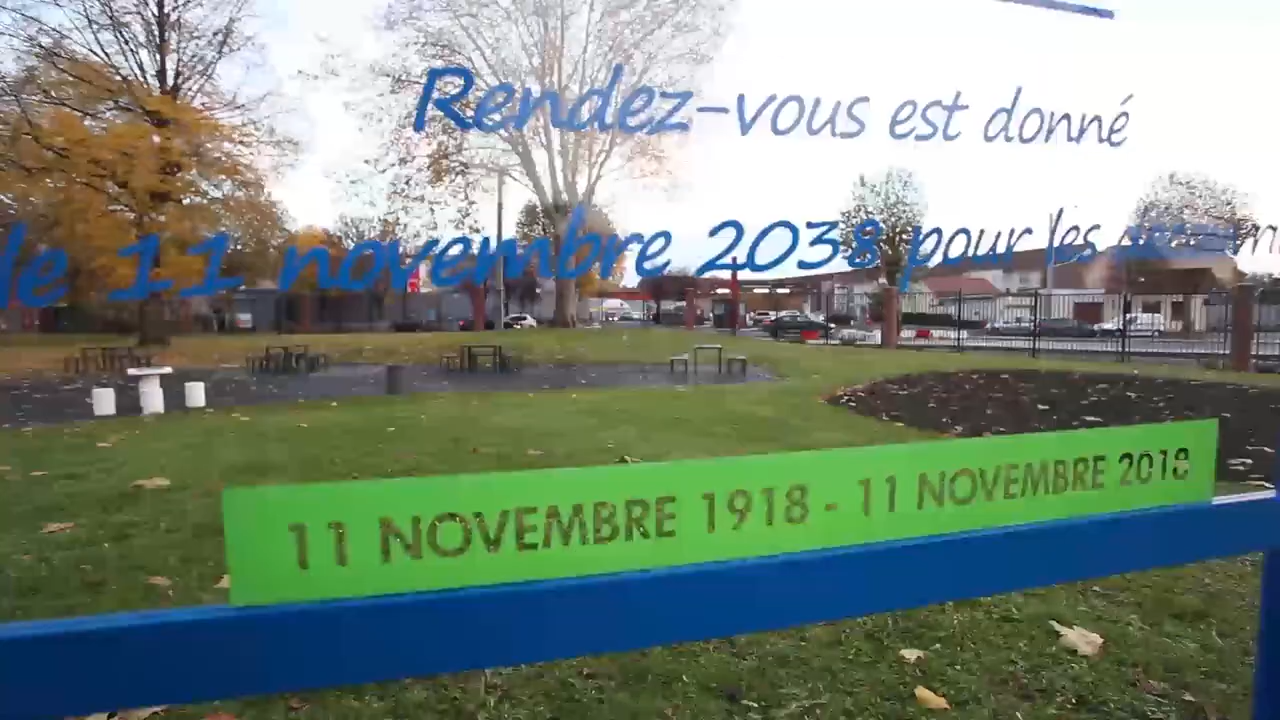 Rendez-vous est donné
le 11 novembre 2038 pour les
11 NOVEMBRE 1918 - 11 NOVEMBRE 2018